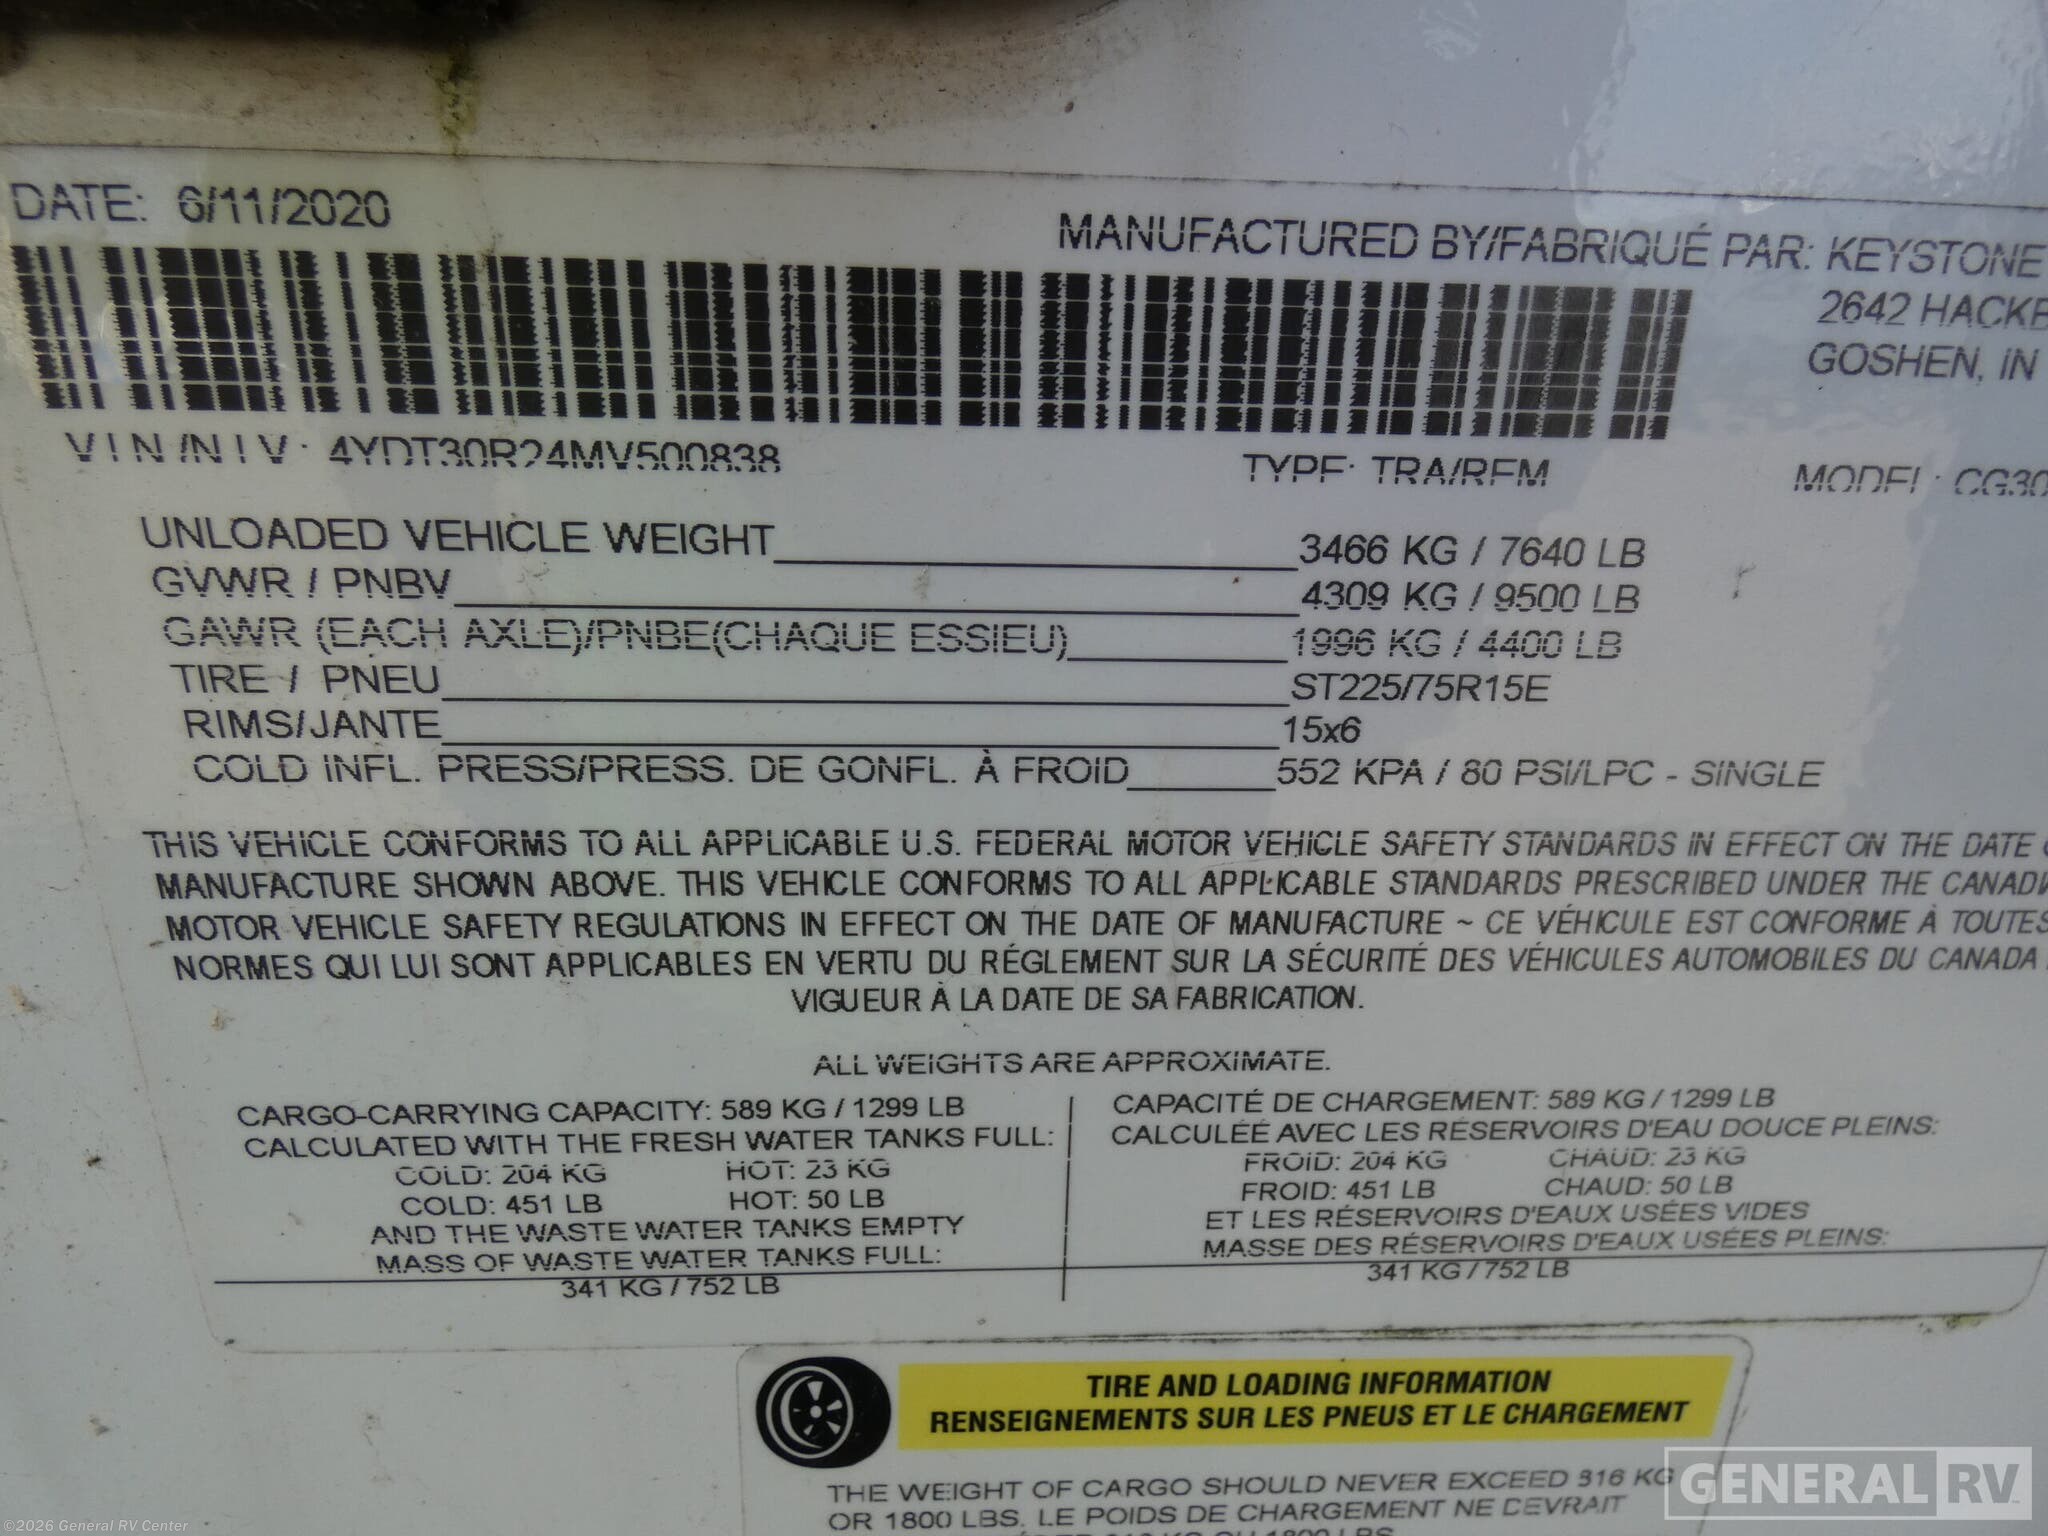 DATE: 6/11/2020
MANUFACTURED BY/FABRIQUÉ PAR: KEYSTONE
2642 HACKB
GOSHEN, IN
VIN/NIV: 4YDT30R24MV500838
TYPE: TRA/REM
MODEL: CG30
UNLOADED VEHICLE WEIGHT 3466 KG / 7640 LB
GVWR / PNBV 4309 KG / 9500 LB
GAWR (EACH AXLE)/PNBE(CHAQUE ESSIEU) 1996 KG / 4400 LB
TIRE / PNEU ST225/75R15E
RIMS/JANTE 15x6
COLD INFL. PRESS/PRESS. DE GONFL. À FROID 552 KPA / 80 PSI/LPC - SINGLE
THIS VEHICLE CONFORMS TO ALL APPLICABLE U.S. FEDERAL MOTOR VEHICLE SAFETY STANDARDS IN EFFECT ON THE DATE
MANUFACTURE SHOWN ABOVE. THIS VEHICLE CONFORMS TO ALL APPLICABLE STANDARDS PRESCRIBED UNDER THE CANADI
MOTOR VEHICLE SAFETY REGULATIONS IN EFFECT ON THE DATE OF MANUFACTURE ~ CE VÉHICULE EST CONFORME À TOUTES
NORMES QUI LUI SONT APPLICABLES EN VERTU DU RÉGLEMENT SUR LA SÉCURITÉ DES VÉHICULES AUTOMOBILES DU CANADA
VIGUEUR À LA DATE DE SA FABRICATION.
ALL WEIGHTS ARE APPROXIMATE.
CARGO-CARRYING CAPACITY: 589 KG / 1299 LB
CALCULATED WITH THE FRESH WATER TANKS FULL:
COLD: 204 KG HOT: 23 KG
COLD: 451 LB HOT: 50 LB
AND THE WASTE WATER TANKS EMPTY
MASS OF WASTE WATER TANKS FULL:
341 KG / 752 LB
CAPACITÉ DE CHARGEMENT: 589 KG / 1299 LB
CALCULÉE AVEC LES RÉSERVOIRS D'EAU DOUCE PLEINS:
FROID: 204 KG CHAUD: 23 KG
FROID: 451 LB CHAUD: 50 LB
ET LES RÉSERVOIRS D'EAUX USÉES VIDES
MASSE DES RÉSERVOIRS D'EAUX USÉES PLEINS:
341 KG / 752 LB
TIRE AND LOADING INFORMATION
RENSEIGNEMENTS SUR LES PNEUS ET LE CHARGEMENT
THE WEIGHT OF CARGO SHOULD NEVER EXCEED 816 KG
OR 1800 LBS. LE POIDS DE CHARGEMENT NE DEVRAIT
GENERAL RV
©2026 General RV Center